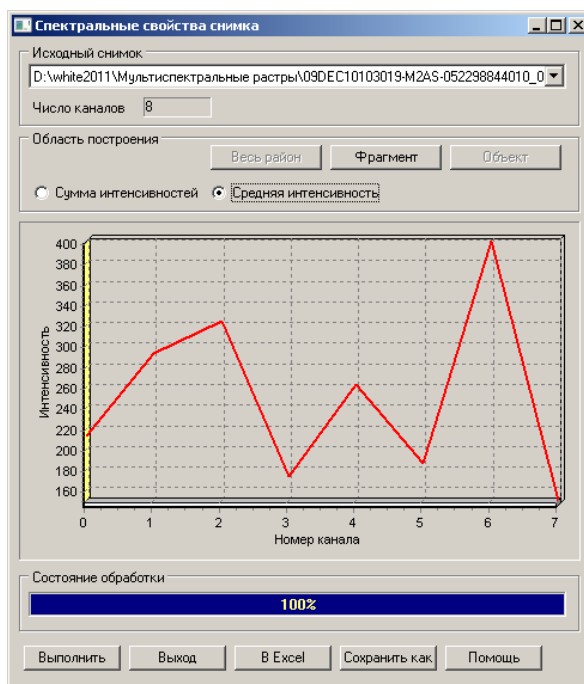 Спектральные свойства снимка
Исходный снимок
D:\white2011\Мультиспектральные растры\09DEC10103019-M2AS-052298844010_0
Число каналов 8
Область построения
Весь район Фрагмент Объект
Сумма интенсивностей Средняя интенсивность
400
380
360
340
320
300
280
260
240
220
200
180
160
Интенсивность
0 1 2 3 4 5 6 7
Номер канала
Состояние обработки
100%
Выполнить Выход В Excel Сохранить как Помощь